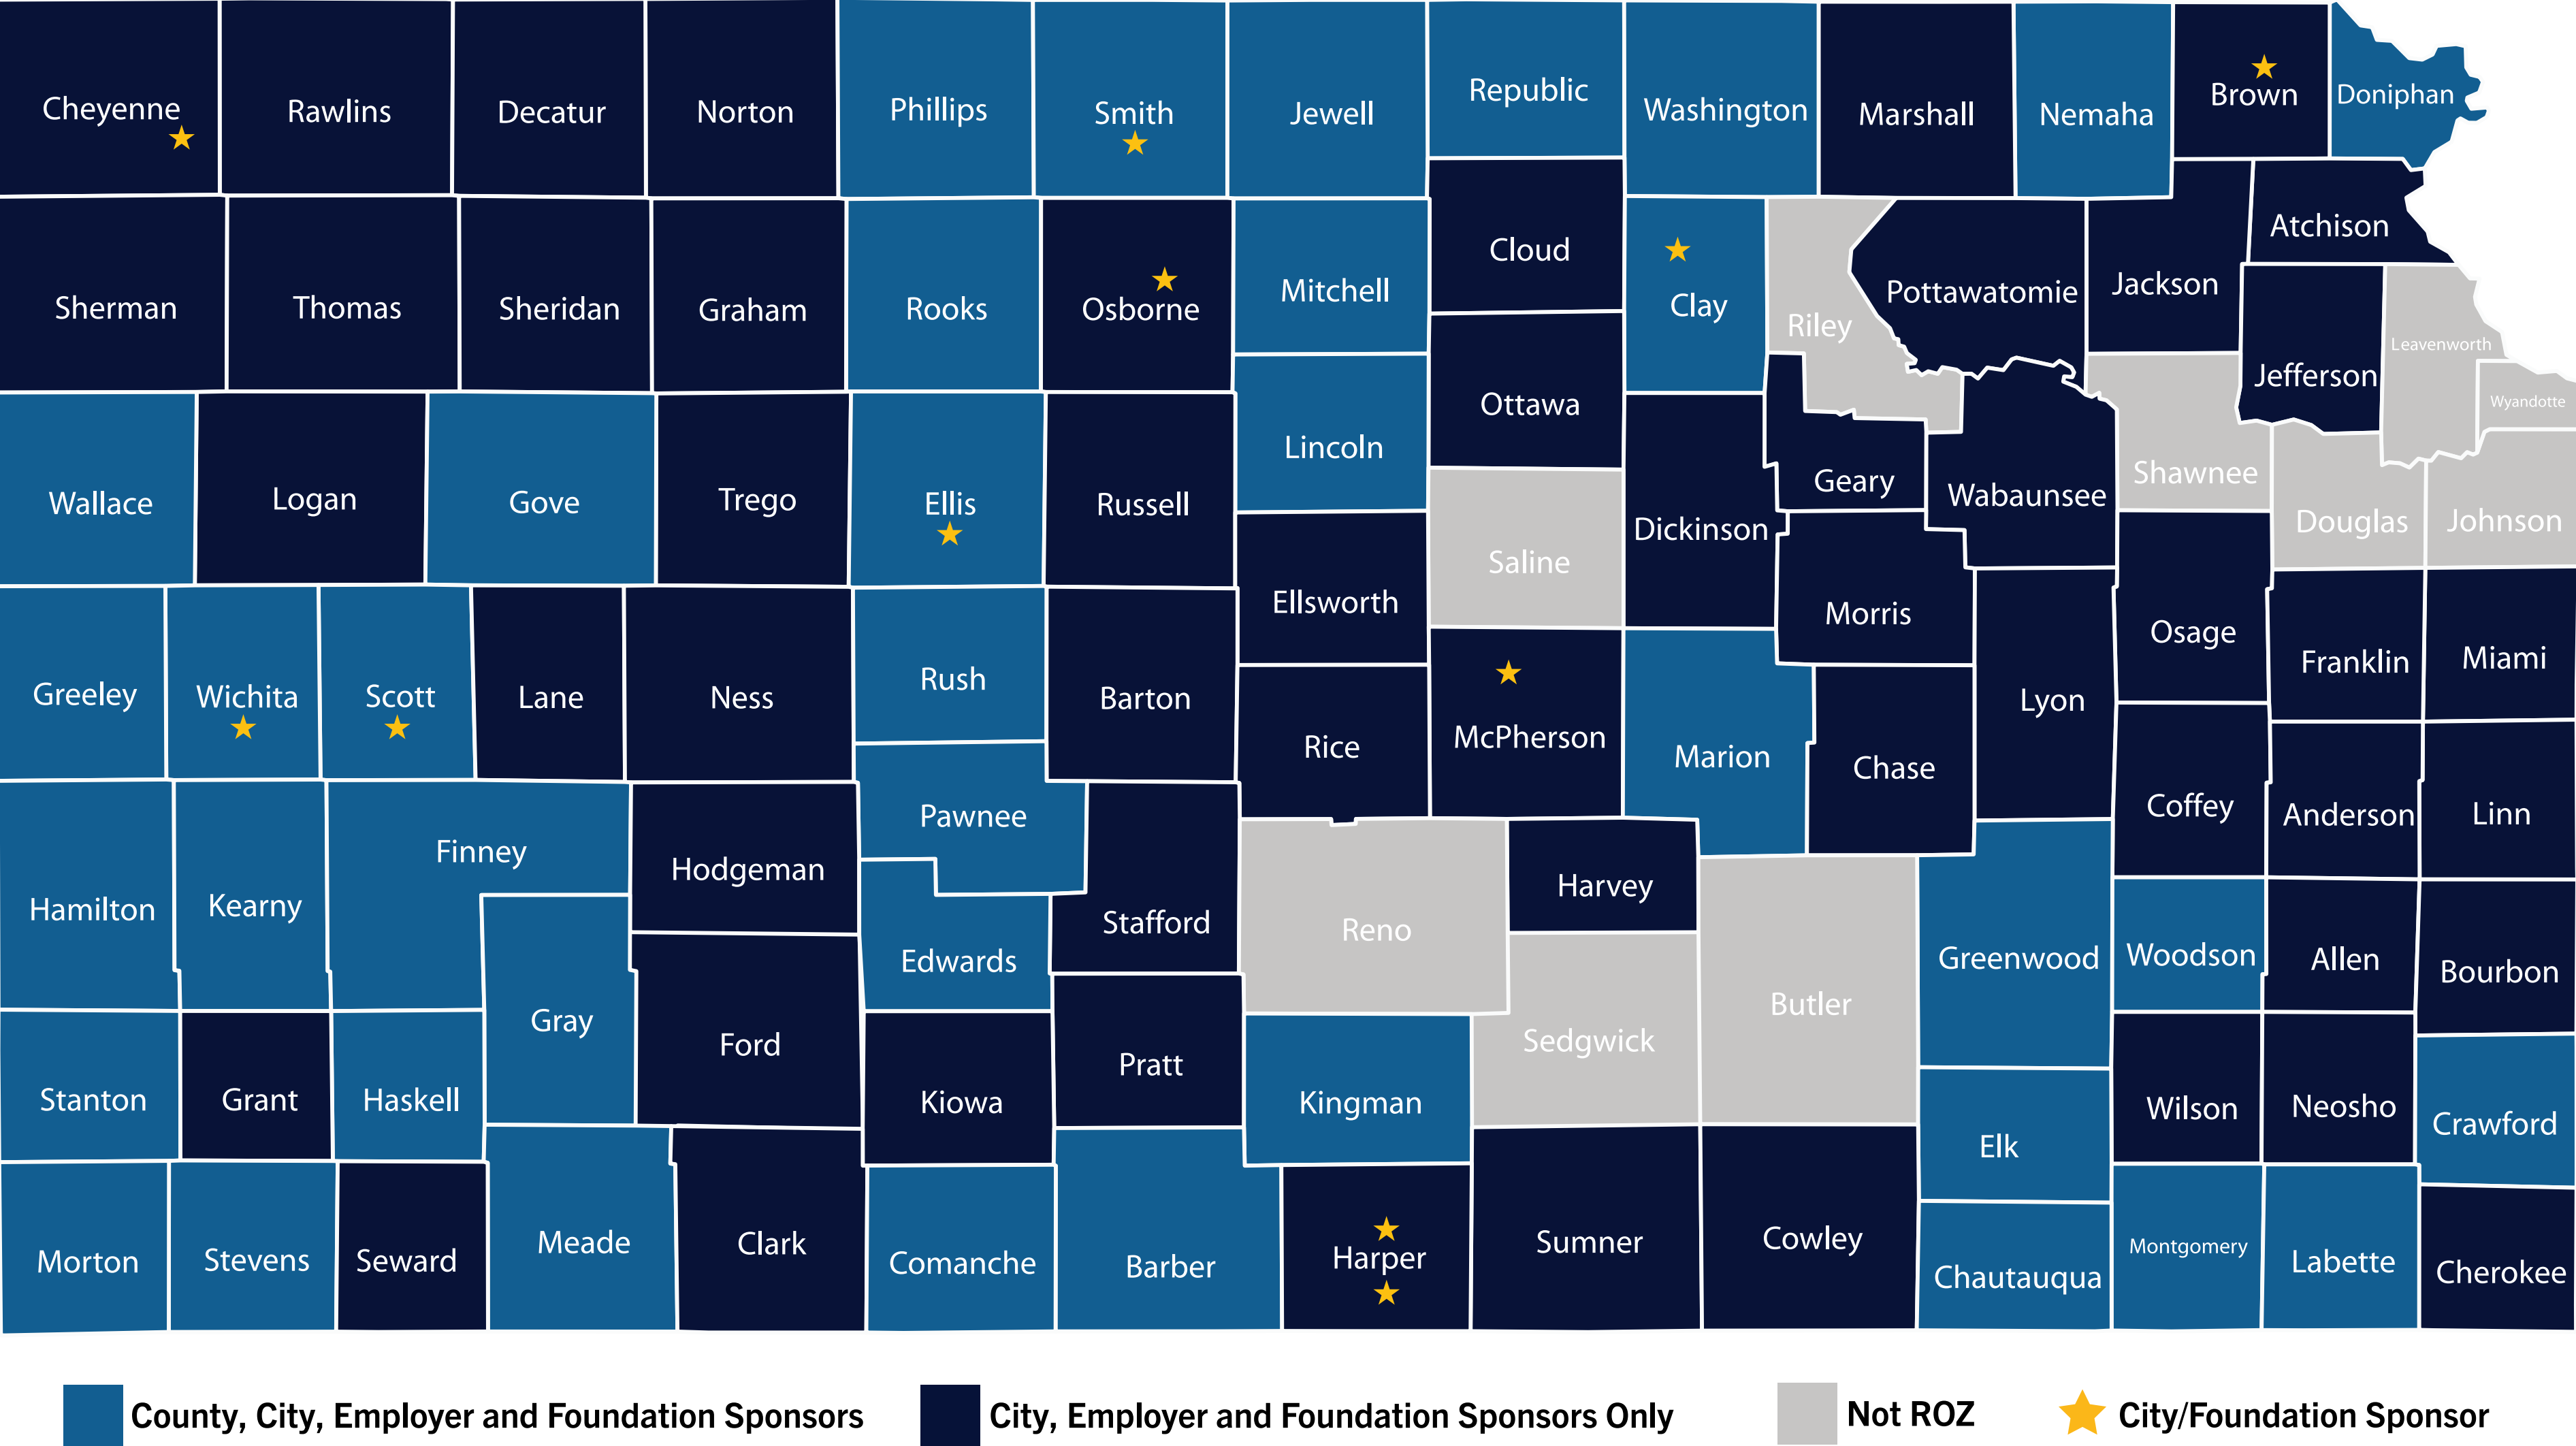 Cheyenne
Rawlins
Decatur
Norton
Phillips
Smith
Jewell
Republic
Washington
Marshall
Nemaha
Brown
Doniphan
Sherman
Thomas
Sheridan
Graham
Rooks
Osborne
Mitchell
Cloud
Clay
Riley
Pottawatomie
Jackson
Atchison
Jefferson
Leavenworth
Wyandotte
Wallace
Logan
Gove
Trego
Ellis
Russell
Lincoln
Ottawa
Saline
Dickinson
Geary
Wabaunsee
Shawnee
Douglas
Johnson
Greeley
Wichita
Scott
Lane
Ness
Rush
Barton
Ellsworth
Rice
McPherson
Marion
Morris
Chase
Lyon
Osage
Franklin
Miami
Hamilton
Kearny
Finney
Hodgeman
Pawnee
Stafford
Reno
Harvey
Coffey
Anderson
Linn
Gray
Ford
Edwards
Sedgwick
Butler
Greenwood
Woodson
Allen
Bourbon
Stanton
Grant
Haskell
Kiowa
Pratt
Kingman
Elk
Wilson
Neosho
Crawford
Morton
Stevens
Seward
Meade
Clark
Comanche
Barber
Harper
Sumner
Cowley
Chautauqua
Montgomery
Labette
Cherokee
County, City, Employer and Foundation Sponsors
City, Employer and Foundation Sponsors Only
Not ROZ
City/Foundation Sponsor